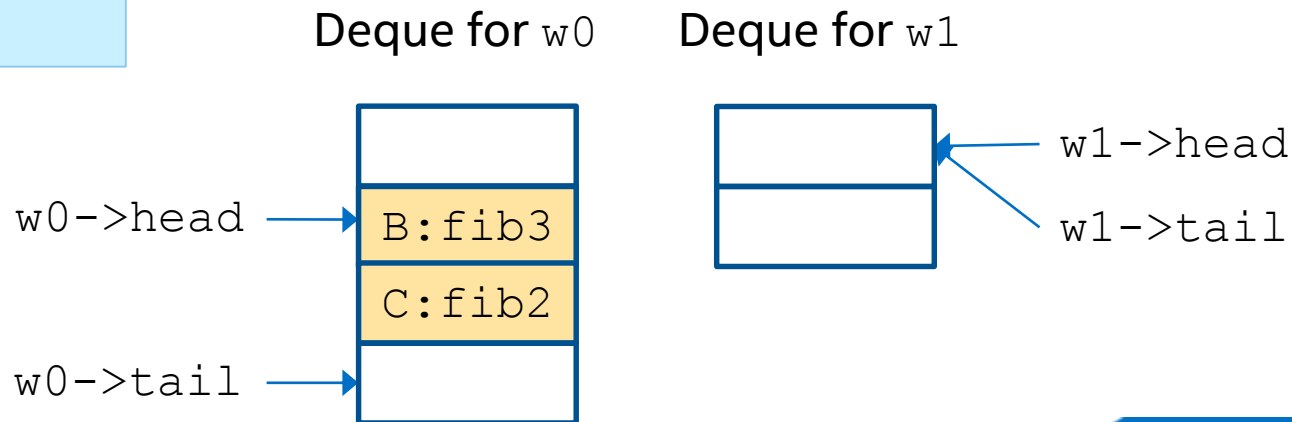 Deque for w0
Deque for w1
w0->head
B:fib3
C:fib2
w0->tail
w1->head
w1->tail